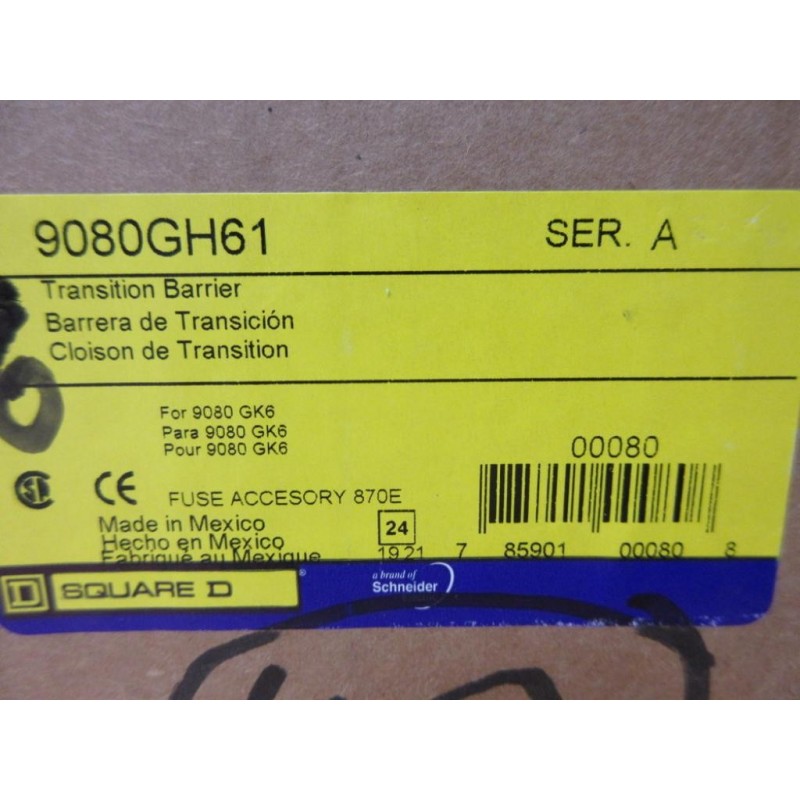 9080GH61 SER. A
Transition Barrier
Barrera de Transición
Cloison de Transition
For 9080 GK6
Para 9080 GK6
Pour 9080 GK6
00080
CE
FUSE ACCESORY 870E
Made in Mexico
Hecho en Mexico
Fabriqué au Mexique
24
1921
7 85901 00080 8
D SQUARE D ®
a brand of
Schneider